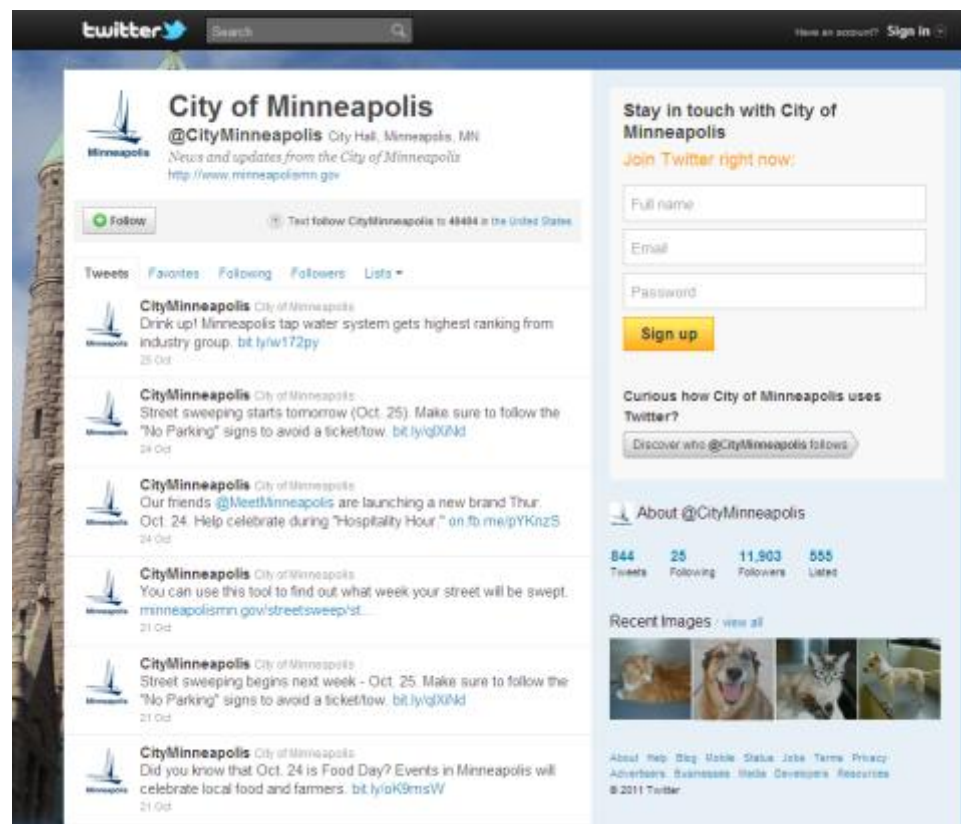 twitter
Search
Have an account? Sign in
Minneapolis
City of Minneapolis
@CityMinneapolis City Hall, Minneapolis, MN
News and updates from the City of Minneapolis
http://www.minneapolismn.gov
Follow
Text follow CityMinneapolis to 40404 in the United States
Tweets Favorites Following Followers Lists
CityMinneapolis City of Minneapolis
Drink up! Minneapolis tap water system gets highest ranking from
industry group. bit.ly/w172py
25 Oct
Minneapolis
CityMinneapolis City of Minneapolis
Street sweeping starts tomorrow (Oct. 25). Make sure to follow the
"No Parking" signs to avoid a ticket/tow. bit.ly/qlXiNd
24 Oct
Minneapolis
CityMinneapolis City of Minneapolis
Our friends @MeetMinneapolis are launching a new brand Thur.
Oct. 24. Help celebrate during "Hospitality Hour." on.fb.me/pYKnzS
24 Oct
Minneapolis
CityMinneapolis City of Minneapolis
You can use this tool to find out what week your street will be swept.
minneapolismn.gov/streetsweep/st...
21 Oct
Minneapolis
CityMinneapolis City of Minneapolis
Street sweeping begins next week - Oct. 25. Make sure to follow the
"No Parking" signs to avoid a ticket/tow. bit.ly/qlXiNd
21 Oct
Minneapolis
CityMinneapolis City of Minneapolis
Did you know that Oct. 24 is Food Day? Events in Minneapolis will
celebrate local food and farmers. bit.ly/oK9msW
21 Oct
Minneapolis
Stay in touch with City of
Minneapolis
Join Twitter right now:
Full name
Email
Password
Sign up
Curious how City of Minneapolis uses
Twitter?
Discover who @CityMinneapolis follows
About @CityMinneapolis
844 25 11,903 555
Tweets Following Followers Listed
Recent Images / view all
About Help Blog Mobile Status Jobs Terms Privacy
Advertisers Businesses Media Developers Resources
© 2011 Twitter